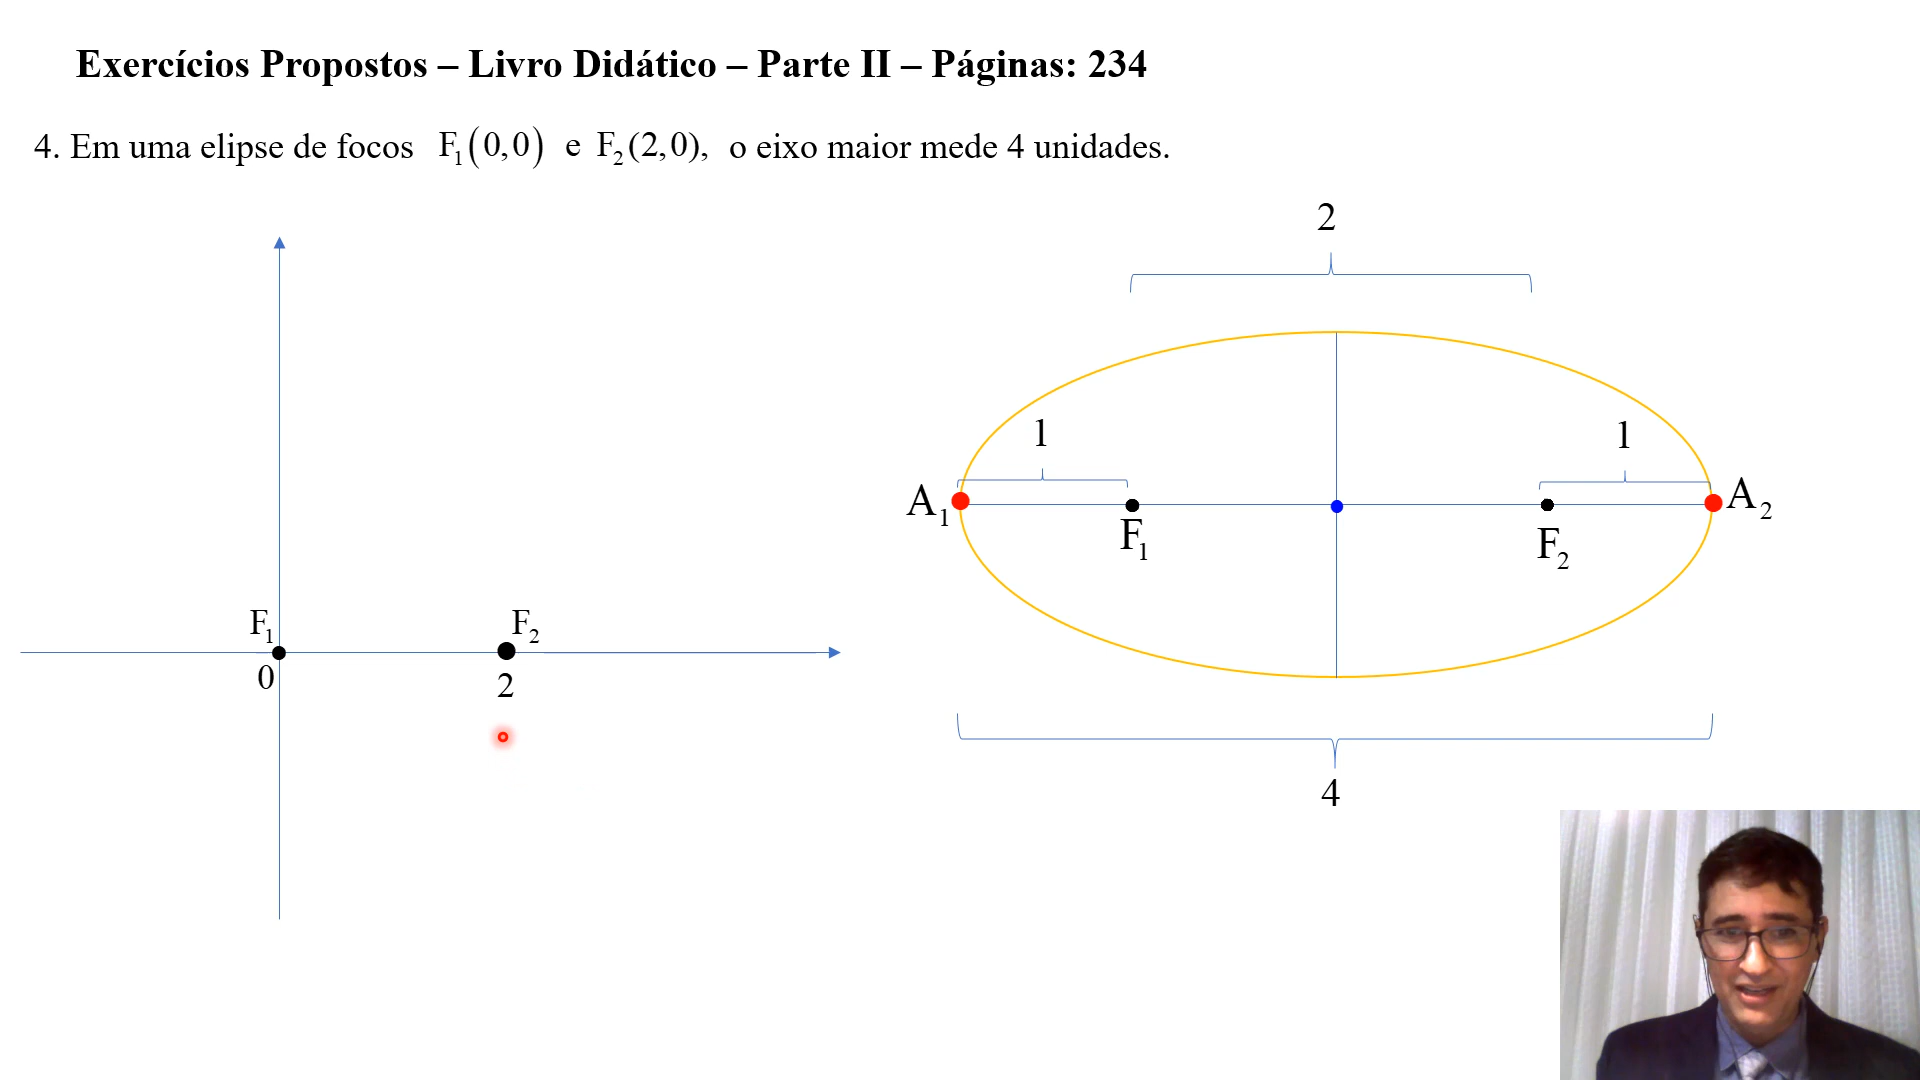 Exercícios Propostos – Livro Didático – Parte II – Páginas: 234
4. Em uma elipse de focos F₁(0,0) e F₂(2,0), o eixo maior mede 4 unidades.
2
1
1
A₁
A₂
F₁
F₂
F₁
F₂
0
2
4